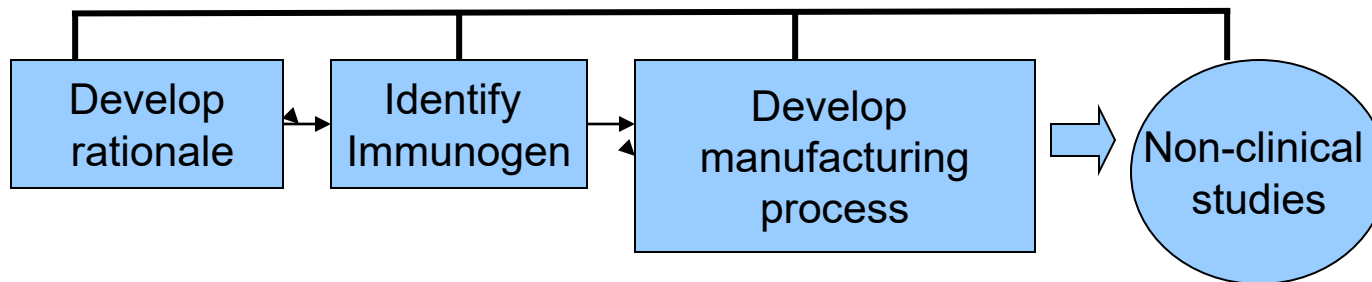 Develop
rationale
Identify
Immunogen
Develop
manufacturing
process
Non-clinical
studies